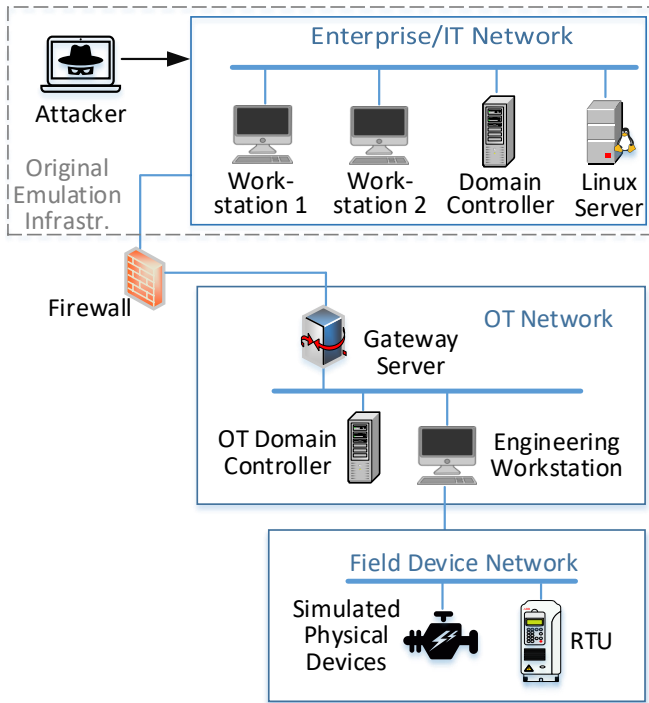 Enterprise/IT Network
Attacker
Work-
station 1
Work-
station 2
Domain
Controller
Linux
Server
Original
Emulation
Infrastr.
Firewall
OT Network
Gateway
Server
OT Domain
Controller
Engineering
Workstation
Field Device Network
Simulated
Physical
Devices
RTU